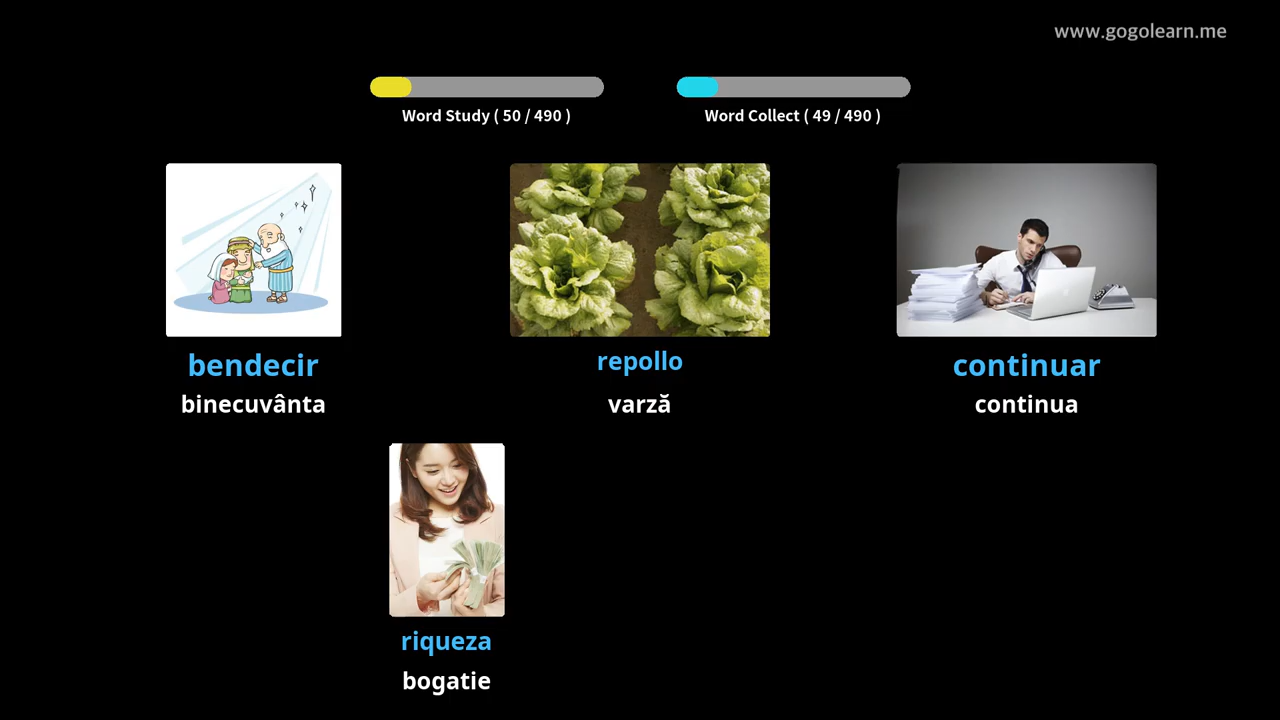 www.gogolearn.me
Word Study ( 50 / 490 )
Word Collect ( 49 / 490 )
bendecir
binecuvânta
repollo
varză
continuar
continua
riqueza
bogatie